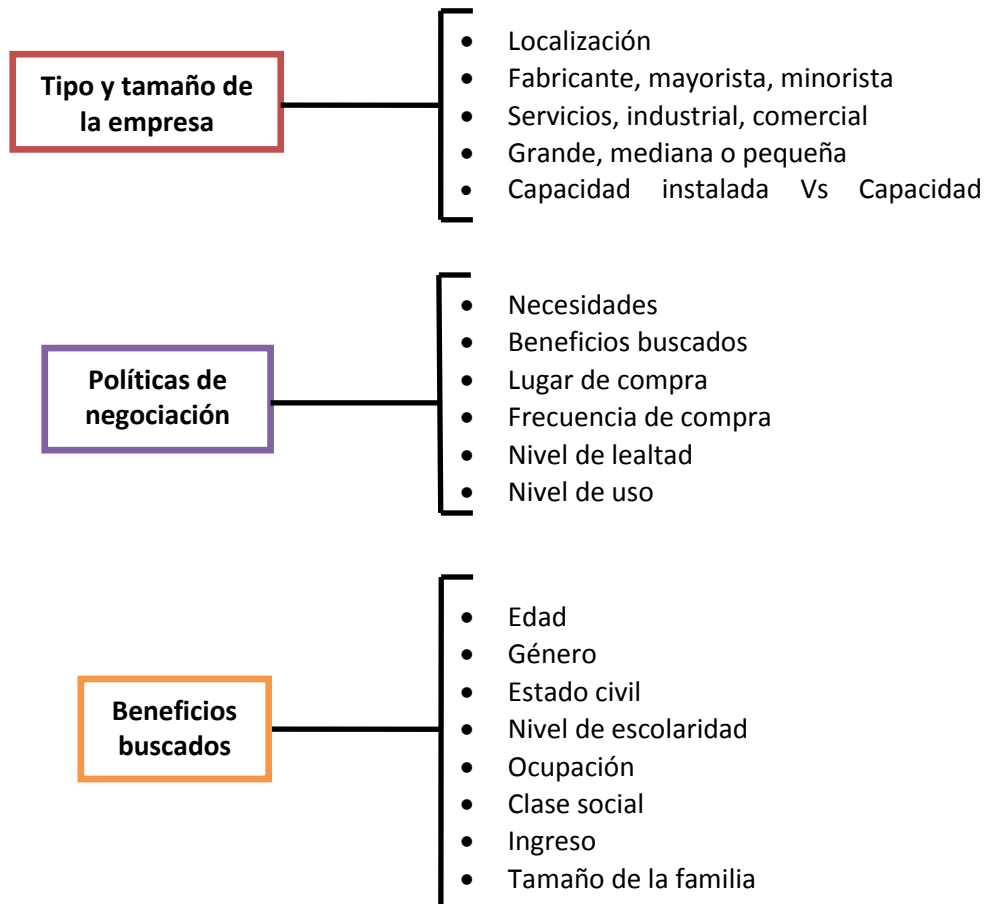 Tipo y tamaño de
la empresa
• Localización
• Fabricante, mayorista, minorista
• Servicios, industrial, comercial
• Grande, mediana o pequeña
• Capacidad instalada Vs Capacidad
Políticas de
negociación
• Necesidades
• Beneficios buscados
• Lugar de compra
• Frecuencia de compra
• Nivel de lealtad
• Nivel de uso
Beneficios
buscados
• Edad
• Género
• Estado civil
• Nivel de escolaridad
• Ocupación
• Clase social
• Ingreso
• Tamaño de la familia